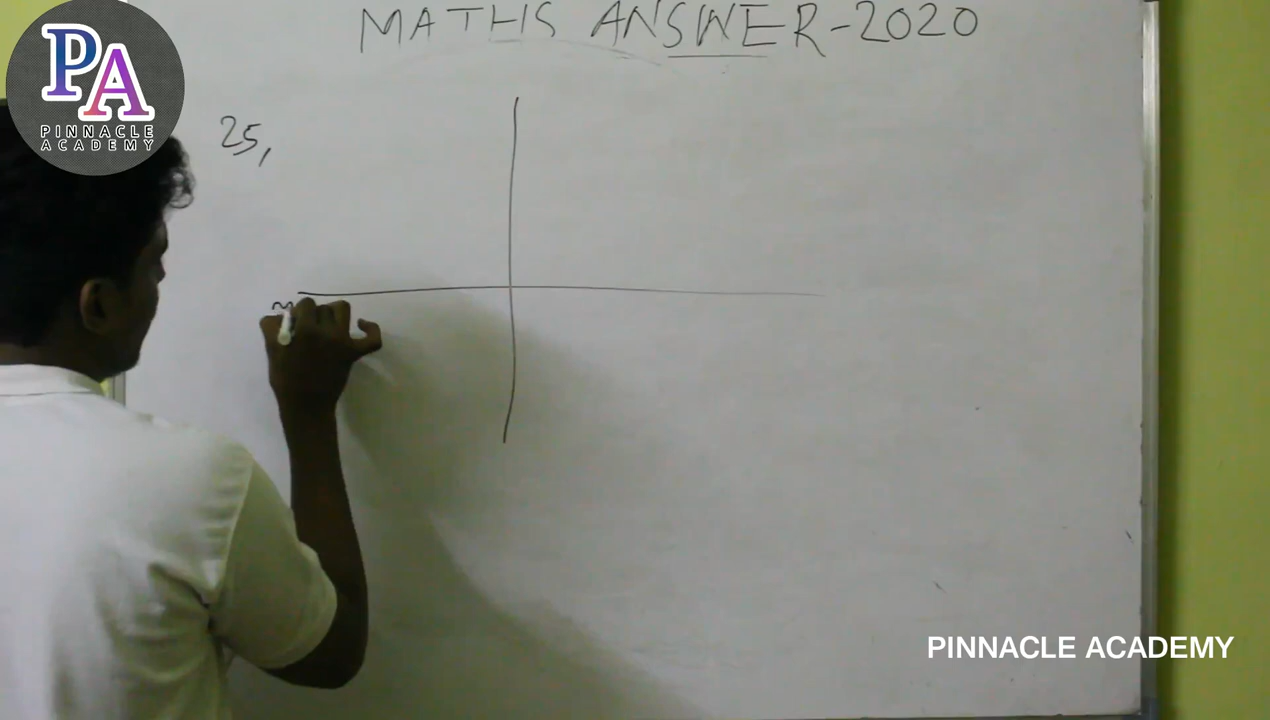 MATHS ANSWER-2020
PA
PINNACLE
ACADEMY
25,
PINNACLE ACADEMY